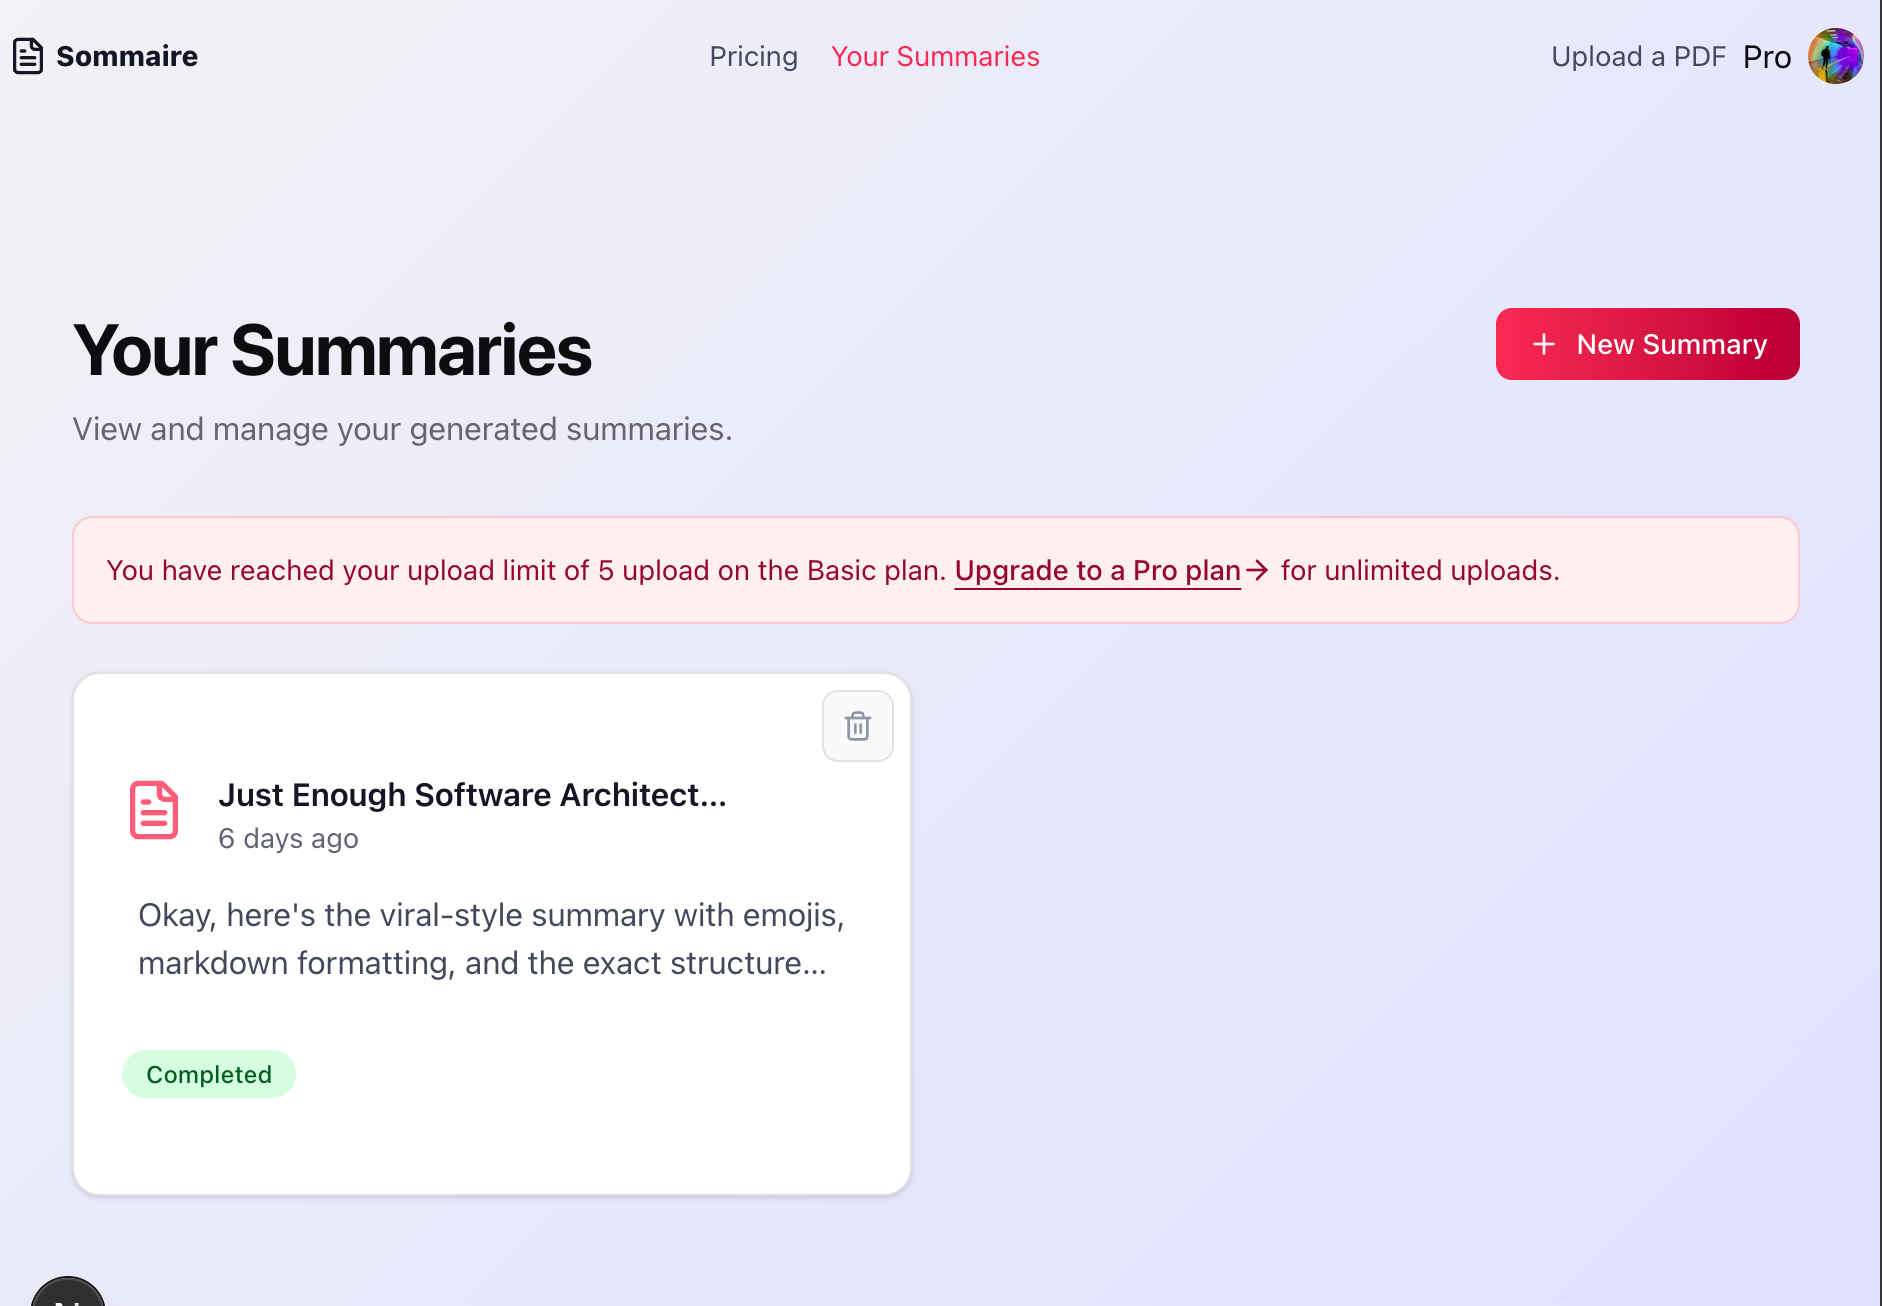 Sommaire
Pricing
Your Summaries
Upload a PDF
Pro
Your Summaries
New Summary
View and manage your generated summaries.
You have reached your upload limit of 5 upload on the Basic plan. Upgrade to a Pro plan→ for unlimited uploads.
Just Enough Software Architect...
6 days ago
Okay, here's the viral-style summary with emojis,
markdown formatting, and the exact structure...
Completed